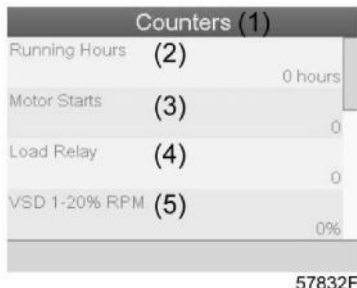 Counters (1)
Running Hours (2)
0 hours
Motor Starts (3)
0
Load Relay (4)
0
VSD 1-20% RPM (5)
0%
57832F